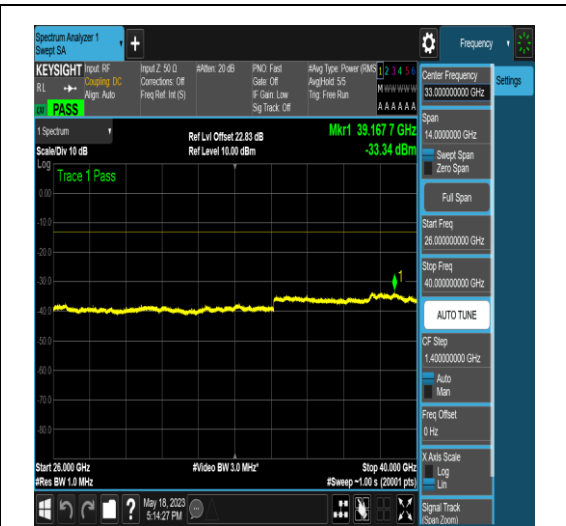 Spectrum Analyzer 1
Swept SA
+
Frequency
KEYSIGHT
Input: RF
Coupling: DC
Align: Auto
RL
PASS
Input Z: 50 Ω
Corrections: Off
Freq Ref: Int (S)
#Atten: 20 dB
PNO: Fast
Gate: Off
IF Gain: Low
Sig Track: Off
#Avg Type: Power (RMS
Avg|Hold: 5/5
Trig: Free Run
1 2 3 4 5 6
M W W W W W
A A A A A A
Settings
Center Frequency
33.000000000 GHz
Span
14.0000000 GHz
Swept Span
Zero Span
Full Span
Start Freq
26.000000000 GHz
Stop Freq
40.000000000 GHz
AUTO TUNE
CF Step
1.400000000 GHz
Auto
Man
Freq Offset
0 Hz
X Axis Scale
Log
Lin
Signal Track
(Span Zoom)
1 Spectrum
Scale/Div 10 dB
Ref Lvl Offset 22.83 dB
Ref Level 10.00 dBm
Mkr1 39.167 7 GHz
-33.34 dBm
Log
Trace 1 Pass
0.00
-10.0
-20.0
-30.0
-40.0
-50.0
-60.0
-70.0
-80.0
1
Start 26.000 GHz
#Res BW 1.0 MHz
#Video BW 3.0 MHz*
Stop 40.000 GHz
#Sweep ~1.00 s (20001 pts)
?
May 18, 2023
5:14:27 PM